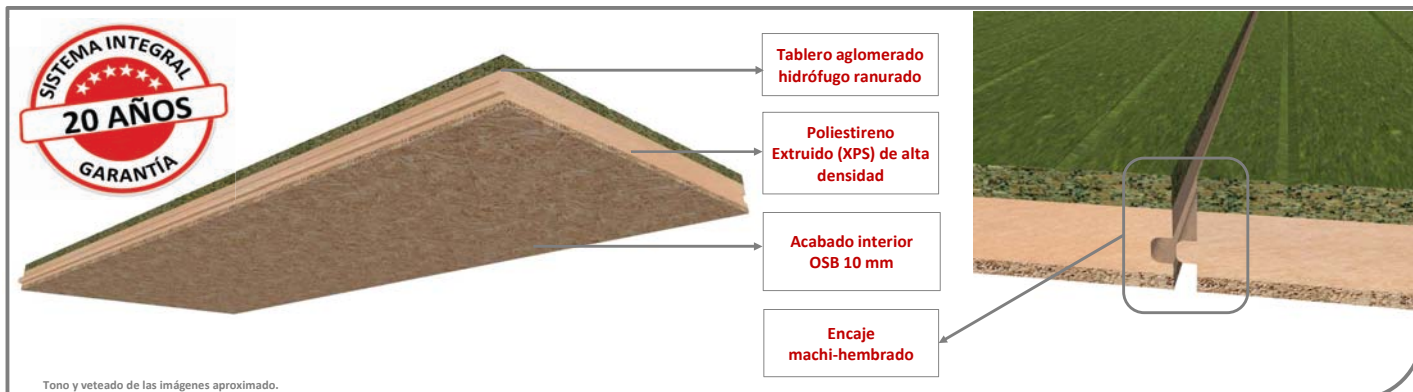 SISTEMA INTEGRAL
20 AÑOS
GARANTÍA
Tablero aglomerado
hidrófugo ranurado
Poliestireno
Extruido (XPS) de alta
densidad
Acabado interior
OSB 10 mm
Encaje
machi-hembrado
Tono y veteado de las imágenes aproximado.